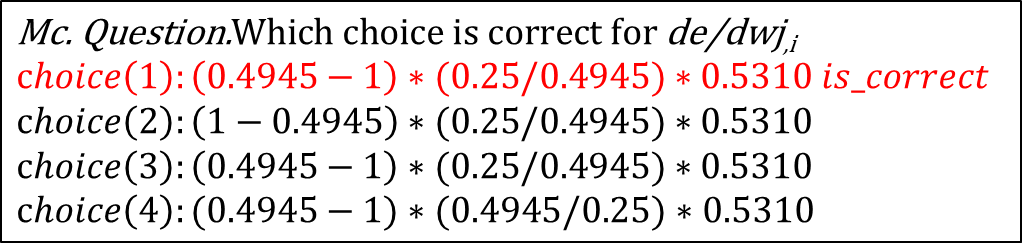 Mc. Question.Which choice is correct for de/dwj,i
choice(1): (0.4945 − 1) ∗ (0.25/0.4945) ∗ 0.5310 is_correct
choice(2): (1 − 0.4945) ∗ (0.25/0.4945) ∗ 0.5310
choice(3): (0.4945 − 1) ∗ (0.25/0.4945) ∗ 0.5310
choice(4): (0.4945 − 1) ∗ (0.4945/0.25) ∗ 0.5310